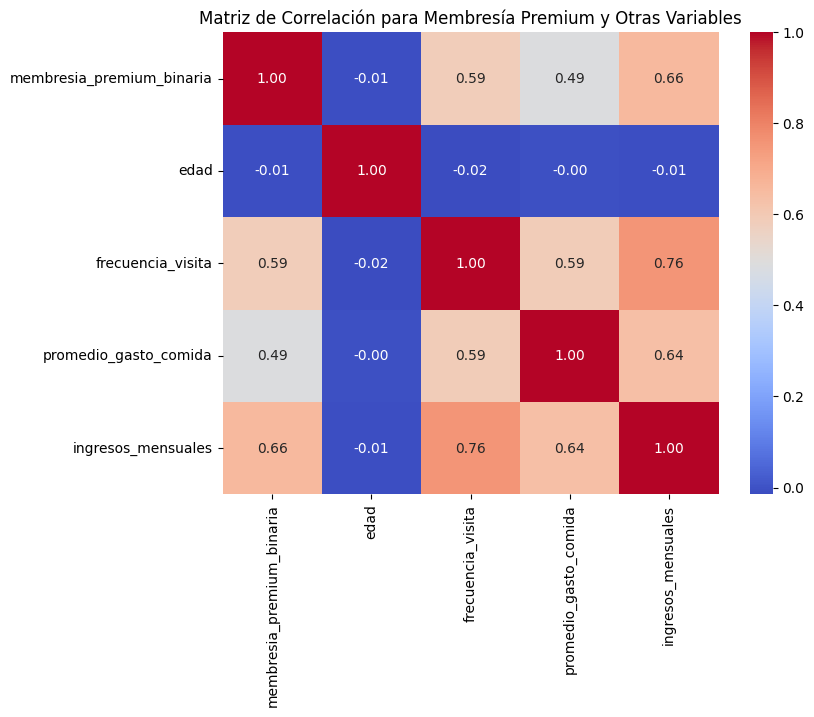 Matriz de Correlación para Membresía Premium y Otras Variables
membresia_premium_binaria 1.00 -0.01 0.59 0.49 0.66
edad -0.01 1.00 -0.02 -0.00 -0.01
frecuencia_visita 0.59 -0.02 1.00 0.59 0.76
promedio_gasto_comida 0.49 -0.00 0.59 1.00 0.64
ingresos_mensuales 0.66 -0.01 0.76 0.64 1.00
membresia_premium_binaria
edad
frecuencia_visita
promedio_gasto_comida
ingresos_mensuales
1.0
0.8
0.6
0.4
0.2
0.0